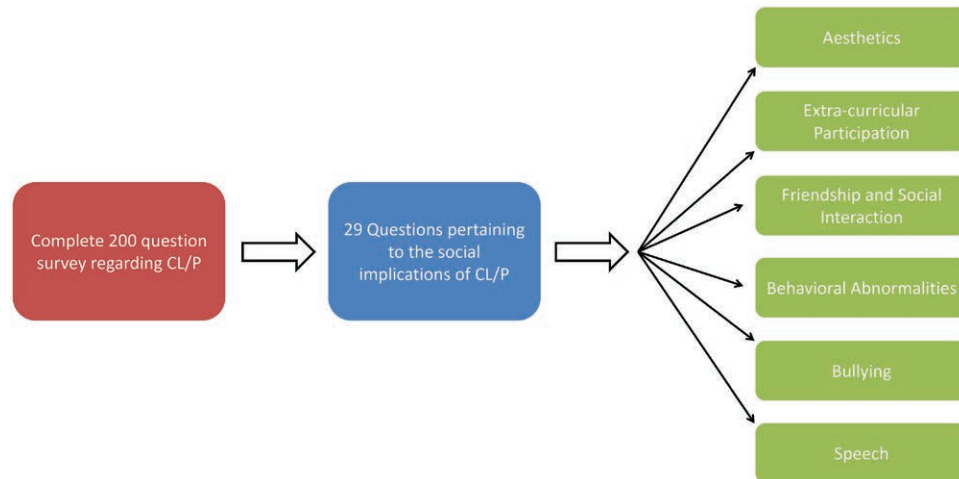 Complete 200 question
survey regarding CL/P
29 Questions pertaining
to the social
implications of CL/P
Aesthetics
Extra-curricular
Participation
Friendship and Social
Interaction
Behavioral Abnormalities
Bullying
Speech